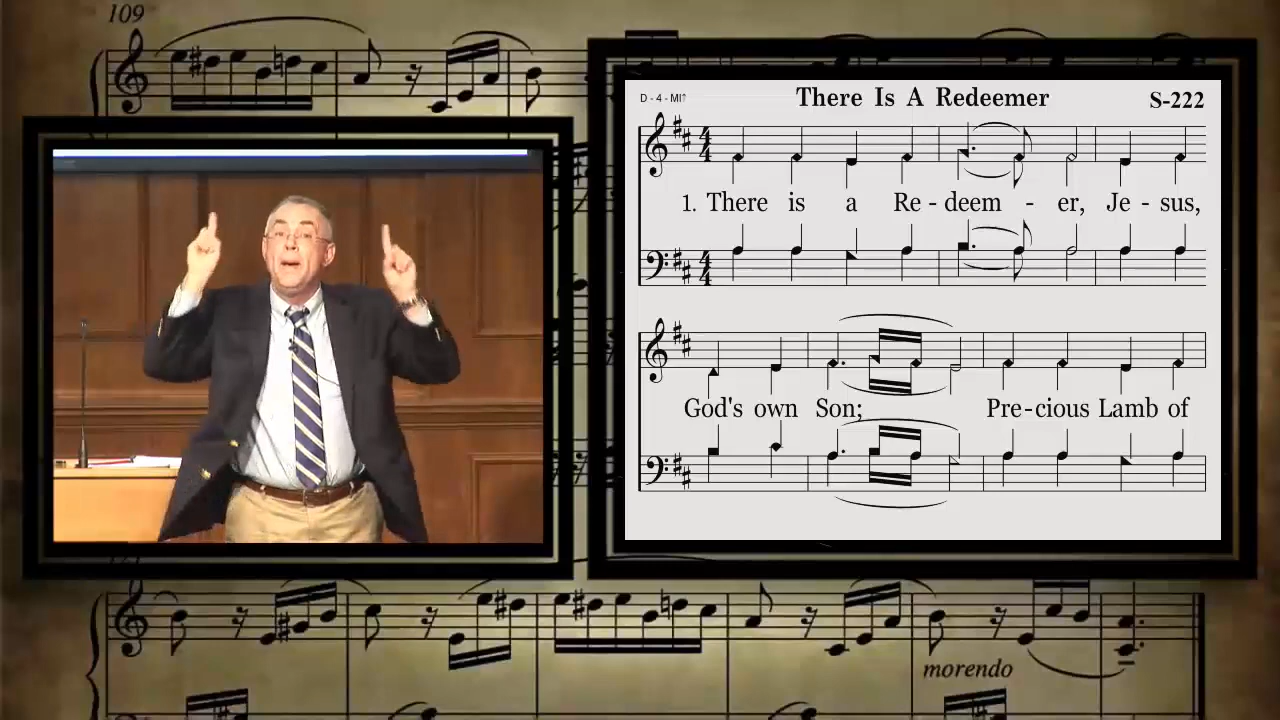 109
D - 4 - MI
There Is A Redeemer
S-222
1. There is a Re - deem - er, Je - sus,
God's own Son; Pre - cious Lamb of
morendo